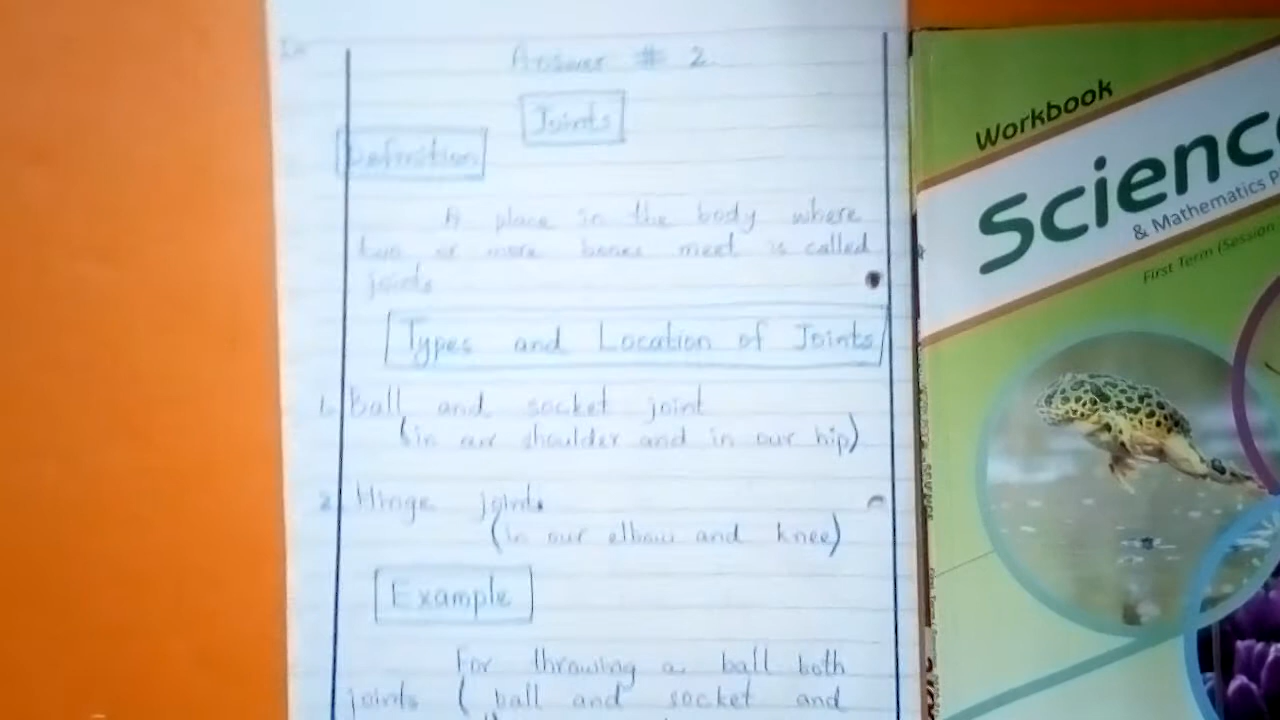 Answer # 2
Joints
Definition
A place in the body where
two or more bones meet is called
joints
Types and Location of Joints
1. Ball and socket joint
(in our shoulder and in our hip)
2. Hinge joints
(in our elbow and knee)
Example
For throwing a ball both
joints ( ball and socket and
Workbook
Scienc
& Mathematics P
First Term (Session